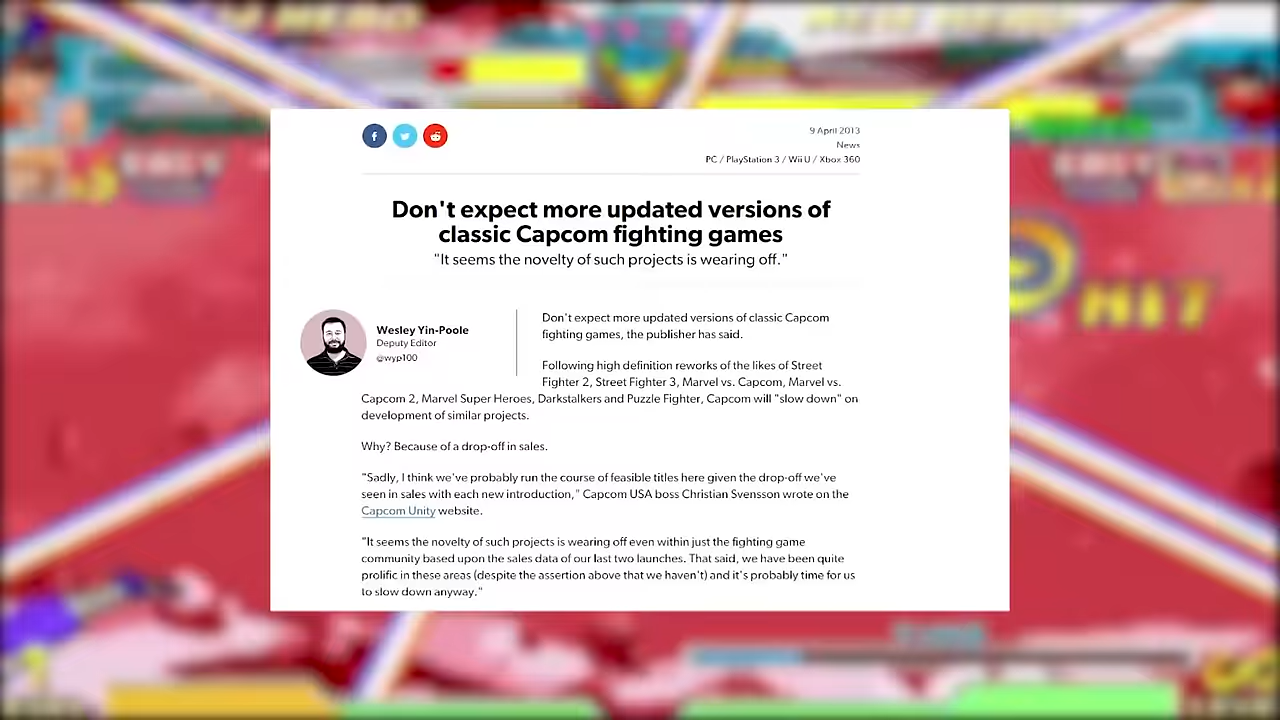 9 April 2013
News
PC / PlayStation 3 / Wii U / Xbox 360
Don't expect more updated versions of
classic Capcom fighting games
"It seems the novelty of such projects is wearing off."
Wesley Yin-Poole
Deputy Editor
@wyp100
Don't expect more updated versions of classic Capcom
fighting games, the publisher has said.
Following high definition reworks of the likes of Street
Fighter 2, Street Fighter 3, Marvel vs. Capcom, Marvel vs.
Capcom 2, Marvel Super Heroes, Darkstalkers and Puzzle Fighter, Capcom will "slow down" on
development of similar projects.
Why? Because of a drop-off in sales.
"Sadly, I think we've probably run the course of feasible titles here given the drop-off we've
seen in sales with each new introduction," Capcom USA boss Christian Svensson wrote on the
Capcom Unity website.
"It seems the novelty of such projects is wearing off even within just the fighting game
community based upon the sales data of our last two launches. That said, we have been quite
prolific in these areas (despite the assertion above that we haven't) and it's probably time for us
to slow down anyway."
HIT